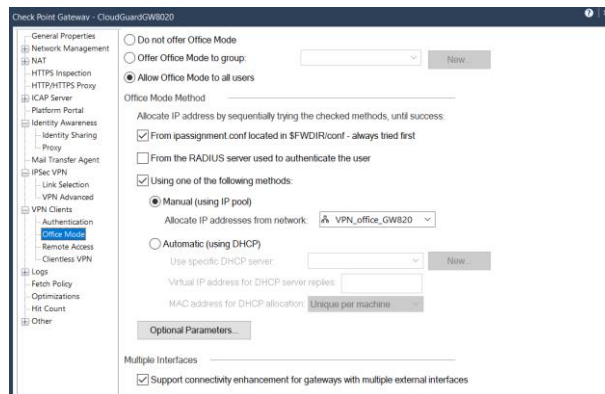 Check Point Gateway - CloudGuardGW8020
General Properties
Network Management
NAT
HTTPS Inspection
HTTP/HTTPS Proxy
ICAP Server
Platform Portal
Identity Awareness
Identity Sharing
Proxy
Mail Transfer Agent
IPSec VPN
Link Selection
VPN Advanced
VPN Clients
Authentication
Office Mode
Remote Access
Clientless VPN
Logs
Fetch Policy
Optimizations
Hit Count
Other
Do not offer Office Mode
Offer Office Mode to group:
New...
Allow Office Mode to all users
Office Mode Method
Allocate IP address by sequentially trying the checked methods, until success:
From ipassignment.conf located in $FWDIR/conf - always tried first
From the RADIUS server used to authenticate the user
Using one of the following methods:
Manual (using IP pool)
Allocate IP addresses from network: VPN_office_GW820
Automatic (using DHCP)
Use specific DHCP server: New...
Virtual IP address for DHCP server replies:
MAC address for DHCP allocation: Unique per machine
Optional Parameters...
Multiple Interfaces
Support connectivity enhancement for gateways with multiple external interfaces